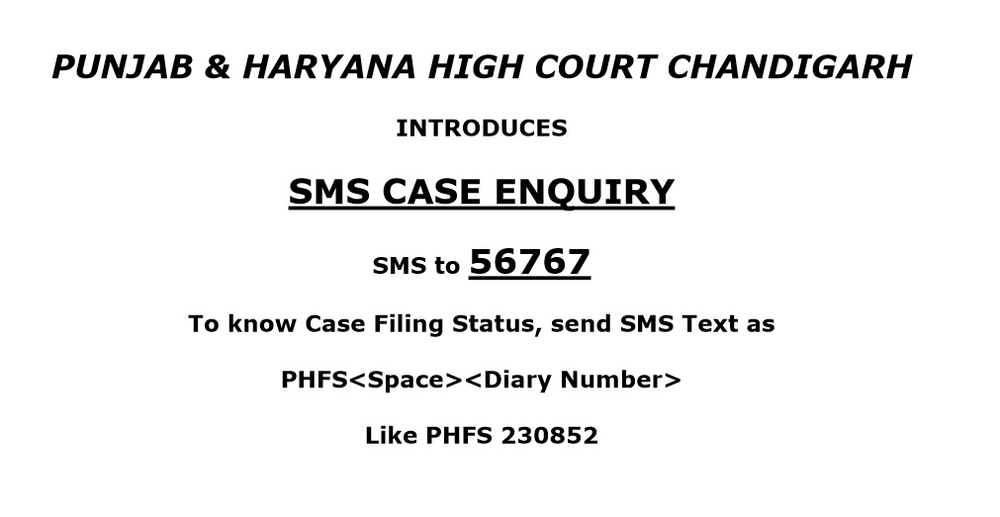 PUNJAB & HARYANA HIGH COURT CHANDIGARH
INTRODUCES
SMS CASE ENQUIRY
SMS to 56767
To know Case Filing Status, send SMS Text as
PHFS<Space><Diary Number>
Like PHFS 230852